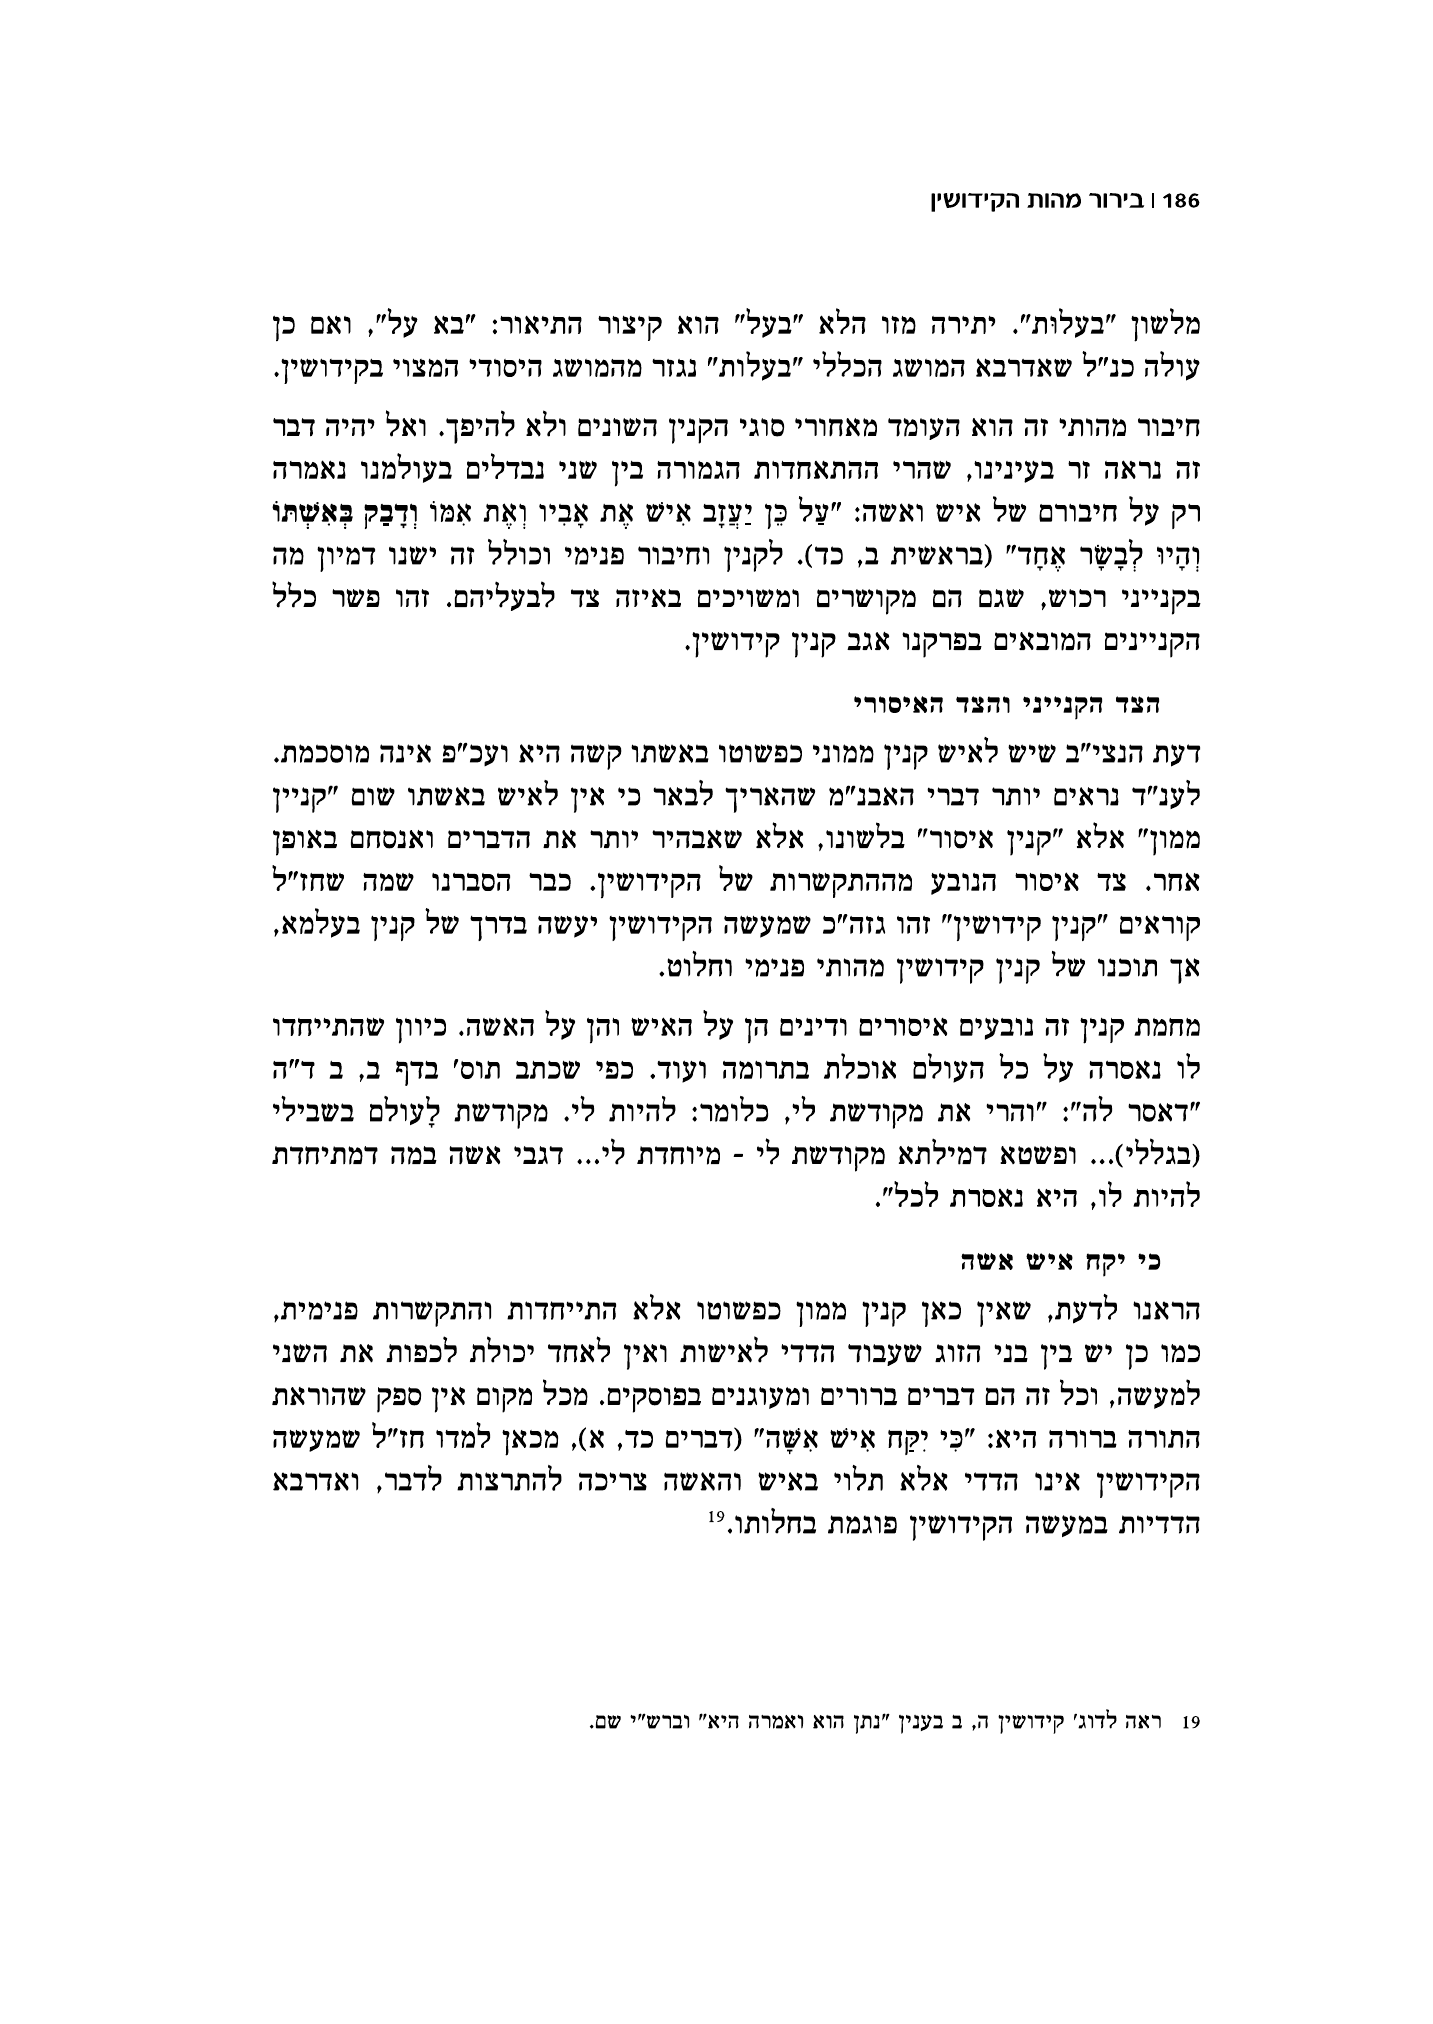 186 | בירור מהות הקידושין
מלשון "בעלוּת". יתירה מזו הלא "בעל" הוא קיצור התיאור: "בא על", ואם כן
עולה כנ"ל שאדרבא המושג הכללי "בעלות" נגזר מהמושג היסודי המצוי בקידושין.
חיבור מהותי זה הוא העומד מאחורי סוגי הקנין השונים ולא להיפך. ואל יהיה דבר
זה נראה זר בעינינו, שהרי ההתאחדות הגמורה בין שני נבדלים בעולמנו נאמרה
רק על חיבורם של איש ואשה: "עַל כֵּן יַעֲזָב אִישׁ אֶת אָבִיו וְאֶת אִמּוֹ וְדָבַק בְּאִשְׁתּוֹ
וְהָיוּ לְבָשָׂר אֶחָד" (בראשית ב, כד). לקנין וחיבור פנימי וכולל זה ישנו דמיון מה
בקנייני רכוש, שגם הם מקושרים ומשויכים באיזה צד לבעליהם. זהו פשר כלל
הקניינים המובאים בפרקנו אגב קנין קידושין.
הצד הקנייני והצד האיסורי
דעת הנצי"ב שיש לאיש קנין ממוני כפשוטו באשתו קשה היא ועכ"פ אינה מוסכמת.
לענ"ד נראים יותר דברי האבנ"מ שהאריך לבאר כי אין לאיש באשתו שום "קניין
ממון" אלא "קנין איסור" בלשונו, אלא שאבהיר יותר את הדברים ואנסחם באופן
אחר. צד איסור הנובע מההתקשרות של הקידושין. כבר הסברנו שמה שחז"ל
קוראים "קנין קידושין" זהו גזה"כ שמעשה הקידושין יעשה בדרך של קנין בעלמא,
אך תוכנו של קנין קידושין מהותי פנימי וחלוט.
מחמת קנין זה נובעים איסורים ודינים הן על האיש והן על האשה. כיוון שהתייחדו
לו נאסרה על כל העולם אוכלת בתרומה ועוד. כפי שכתב תוס' בדף ב, ב ד"ה
"דאסר לה": "והרי את מקודשת לי, כלומר: להיות לי. מקודשת לָעולם בשבילי
(בגללי)... ופשטא דמילתא מקודשת לי - מיוחדת לי... דגבי אשה במה דמתיחדת
להיות לו, היא נאסרת לכל".
כי יקח איש אשה
הראנו לדעת, שאין כאן קנין ממון כפשוטו אלא התייחדות והתקשרות פנימית,
כמו כן יש בין בני הזוג שעבוד הדדי לאישות ואין לאחד יכולת לכפות את השני
למעשה, וכל זה הם דברים ברורים ומעוגנים בפוסקים. מכל מקום אין ספק שהוראת
התורה ברורה היא: "כִּי יִקַּח אִישׁ אִשָּׁה" (דברים כד, א), מכאן למדו חז"ל שמעשה
הקידושין אינו הדדי אלא תלוי באיש והאשה צריכה להתרצות לדבר, ואדרבא
הדדיות במעשה הקידושין פוגמת בחלותו.19
19 ראה לדוג' קידושין ה, ב בענין "נתן הוא ואמרה היא" וברש"י שם.